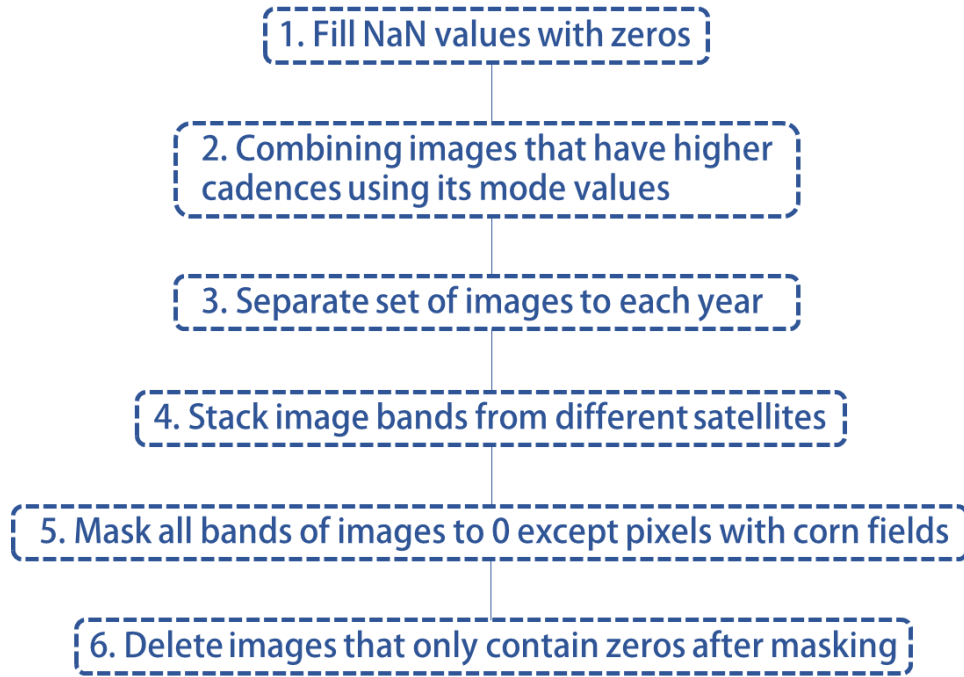 1. Fill NaN values with zeros
2. Combining images that have higher
cadences using its mode values
3. Separate set of images to each year
4. Stack image bands from different satellites
5. Mask all bands of images to 0 except pixels with corn fields
6. Delete images that only contain zeros after masking